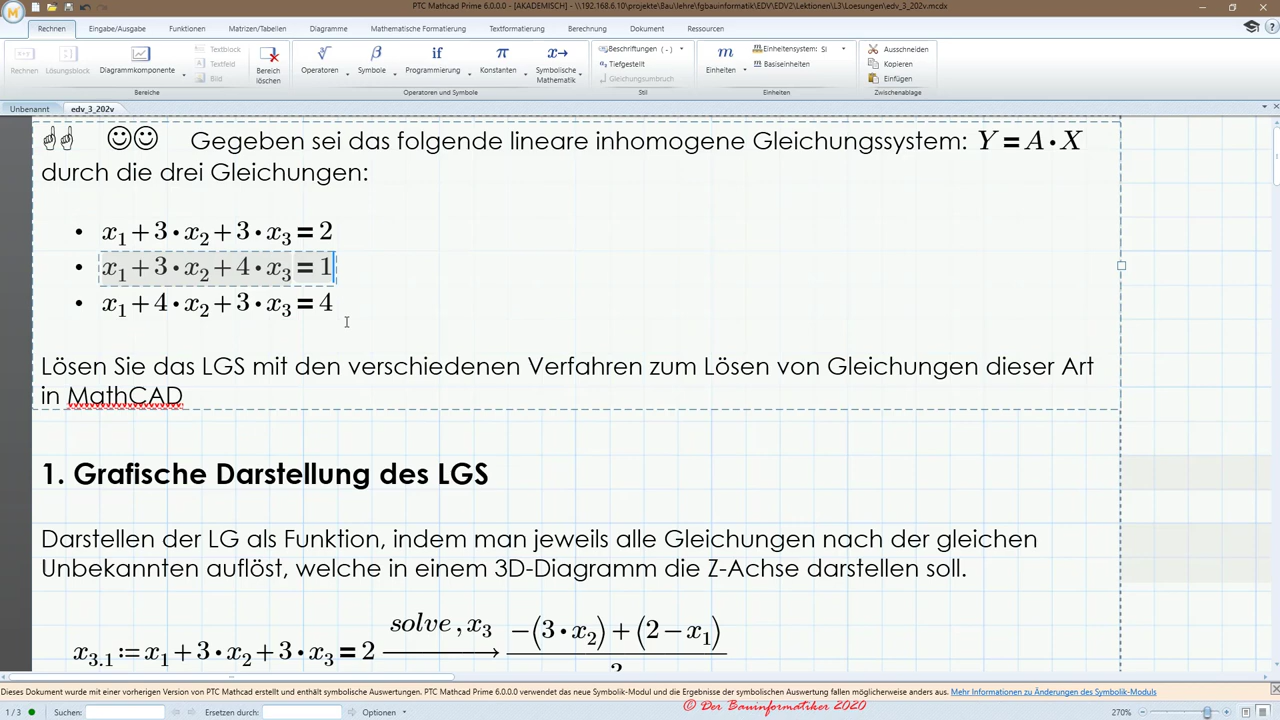 PTC Mathcad Prime 6.0.0.0 - [AKADEMISCH] - \\192.168.6.10\projekte\Bau\lehre\fgbauinformatik\EDV\EDV2\Lektionen\L3\Loesungen\edv_3_202v.mcdx
Rechnen Eingabe/Ausgabe Funktionen Matrizen/Tabellen Diagramme Mathematische Formatierung Textformatierung Berechnung Dokument Ressourcen
Rechnen Lösungsblock Diagrammkomponente Textblock Textfeld Bild Bereich löschen Operatoren Symbole Programmierung Konstanten Symbolische Mathematik Beschriftungen ( - ) Tiefgestellt Gleichungsumbruch Einheiten Einheitensystem: SI Basiseinheiten Ausschneiden Kopieren Einfügen
Bereiche Operatoren und Symbole Stil Einheiten Zwischenablage
Unbenannt edv_3_202v
☝☝ ☺☺ Gegeben sei das folgende lineare inhomogene Gleichungssystem: Y = A • X
durch die drei Gleichungen:
• x₁ + 3 • x₂ + 3 • x₃ = 2
• x₁ + 3 • x₂ + 4 • x₃ = 1
• x₁ + 4 • x₂ + 3 • x₃ = 4
Lösen Sie das LGS mit den verschiedenen Verfahren zum Lösen von Gleichungen dieser Art
in MathCAD
1. Grafische Darstellung des LGS
Darstellen der LG als Funktion, indem man jeweils alle Gleichungen nach der gleichen
Unbekannten auflöst, welche in einem 3D-Diagramm die Z-Achse darstellen soll.
solve , x₃
x₃.₁ := x₁ + 3 • x₂ + 3 • x₃ = 2 → −(3 • x₂) + (2 − x₁)
Dieses Dokument wurde mit einer vorherigen Version von PTC Mathcad erstellt und enthält symbolische Auswertungen. PTC Mathcad Prime 6.0.0.0 verwendet das neue Symbolik-Modul und die Ergebnisse der symbolischen Auswertung fallen möglicherweise anders aus. Mehr Informationen zu Änderungen des Symbolik-Moduls
1 / 3 Suchen: Ersetzen durch: Optionen © Der Bauinformatiker 2020 270%